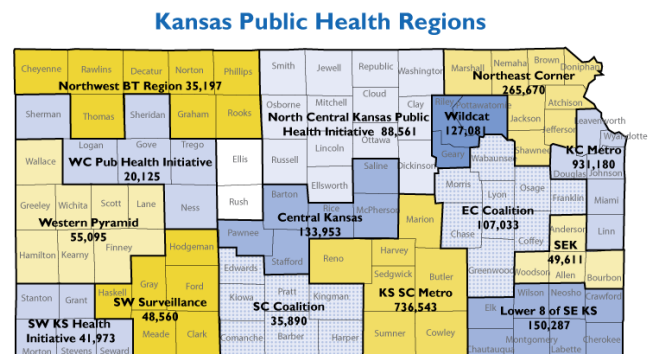 Kansas Public Health Regions
Cheyenne Rawlins Decatur Norton Phillips Smith Jewell Republic Washington Marshall Nemaha Brown Doniphan
Northwest BT Region 35,197
Northeast Corner
265,670
Sherman Thomas Sheridan Graham Rooks Osborne Mitchell Cloud Clay Riley Pottawatomie Jackson Atchison
Jefferson Leavenworth
Wyandotte
North Central Kansas Public
Health Initiative 88,561
Wildcat
127,081
Wallace Logan Gove Trego Ellis Russell Lincoln Ottawa Dickinson Geary Wabaunsee Shawnee Douglas Johnson
WC Pub Health Initiative
20,125
KC Metro
931,180
Ellsworth Saline Morris Lyon Osage Franklin Miami
Greeley Wichita Scott Lane Ness Rush Barton Rice McPherson Marion Chase Coffey Anderson Linn
Western Pyramid
55,095
Central Kansas
133,953
EC Coalition
107,033
SEK
49,611
Hamilton Kearny Finney Hodgeman Pawnee Stafford Reno Harvey Greenwood Woodson Allen Bourbon
Stanton Grant Haskell Gray Ford Edwards Kiowa Pratt Kingman Sedgwick Butler Elk Wilson Neosho Crawford
SW Surveillance
48,560
SC Coalition
35,890
KS SC Metro
736,543
Lower 8 of SE KS
150,287
SW KS Health
Initiative 41,973
Morton Stevens Seward Meade Clark Comanche Barber Harper Sumner Cowley Chautauqua Montgomery Labette Cherokee